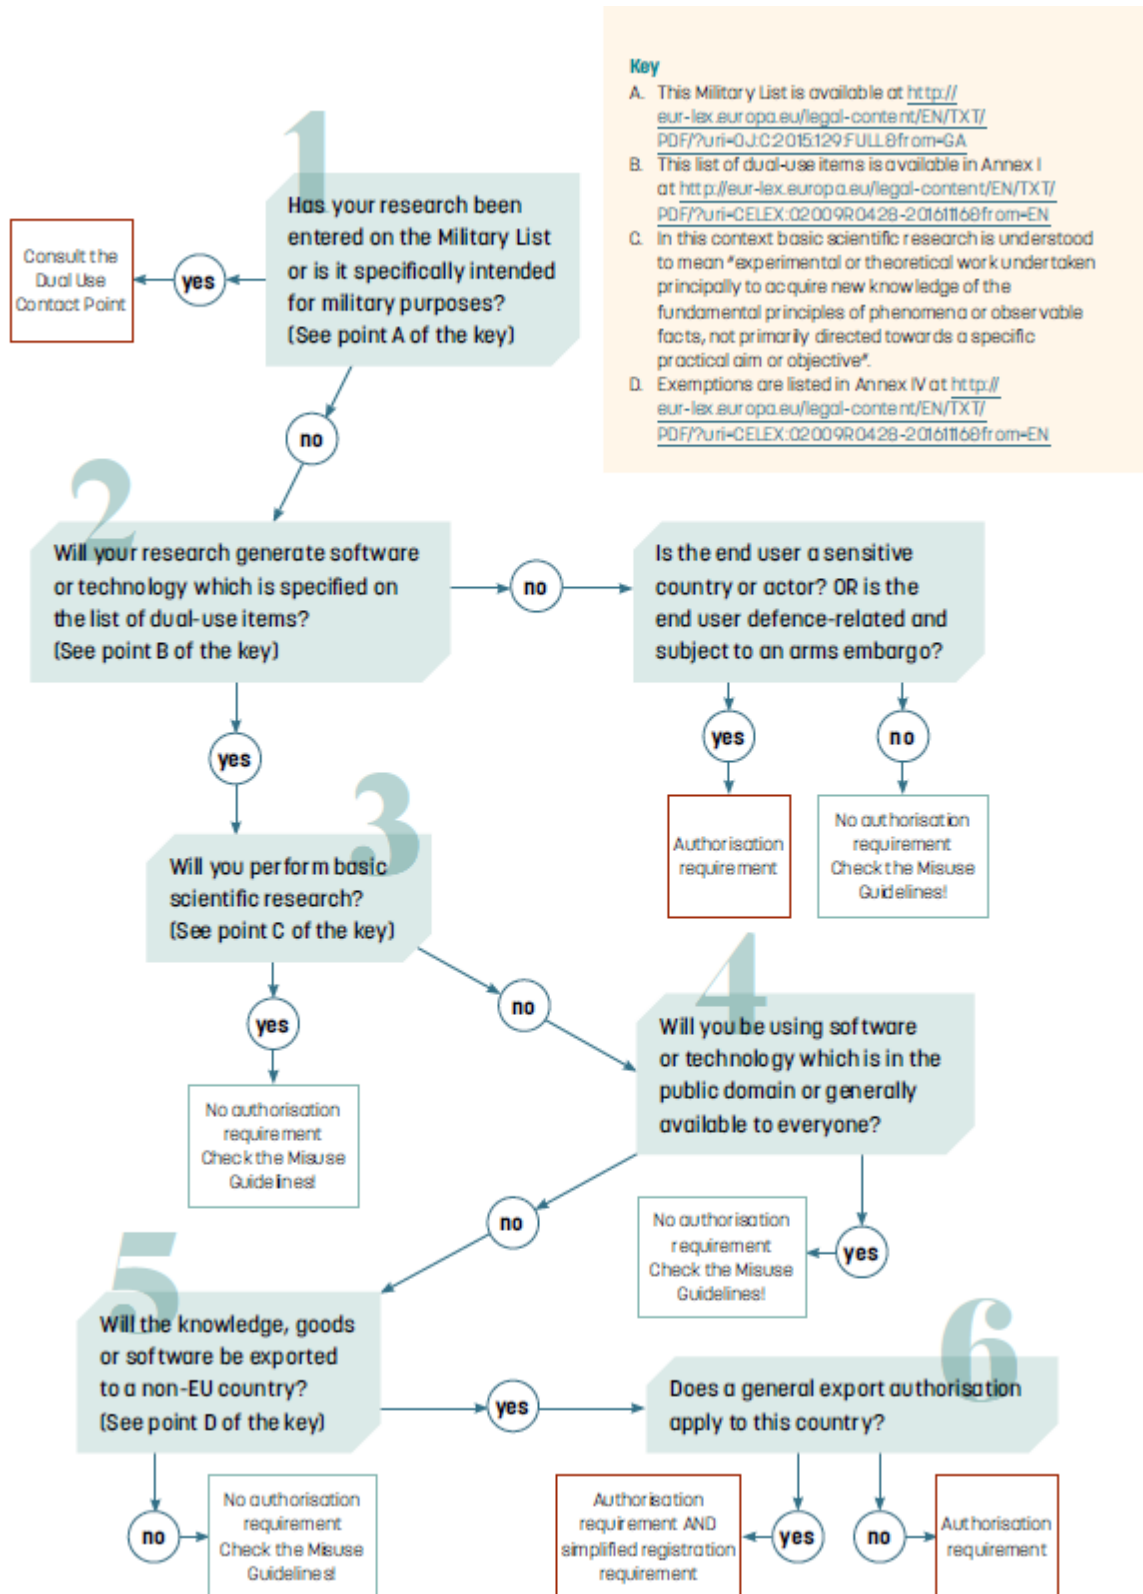 Key
A. This Military List is available at http://
eur-lex.europa.eu/legal-content/EN/TXT/
PDF/?uri=OJ:C:2015:129:FULL&from=GA
B. This list of dual-use items is available in Annex I
at http://eur-lex.europa.eu/legal-content/EN/TXT/
PDF/?uri=CELEX:02009R0428-20161116&from=EN
C. In this context basic scientific research is understood
to mean "experimental or theoretical work undertaken
principally to acquire new knowledge of the
fundamental principles of phenomena or observable
facts, not primarily directed towards a specific
practical aim or objective".
D. Exemptions are listed in Annex IV at http://
eur-lex.europa.eu/legal-content/EN/TXT/
PDF/?uri=CELEX:02009R0428-20161116&from=EN
1
Has your research been
entered on the Military List
or is it specifically intended
for military purposes?
(See point A of the key)
yes
Consult the
Dual Use
Contact Point
no
2
Will your research generate software
or technology which is specified on
the list of dual-use items?
(See point B of the key)
no
Is the end user a sensitive
country or actor? OR is the
end user defence-related and
subject to an arms embargo?
yes
no
Authorisation
requirement
No authorisation
requirement
Check the Misuse
Guidelines!
yes
3
Will you perform basic
scientific research?
(See point C of the key)
yes
No authorisation
requirement
Check the Misuse
Guidelines!
no
4
Will you be using software
or technology which is in the
public domain or generally
available to everyone?
yes
No authorisation
requirement
Check the Misuse
Guidelines!
no
5
Will the knowledge, goods
or software be exported
to a non-EU country?
(See point D of the key)
no
No authorisation
requirement
Check the Misuse
Guidelines!
yes
6
Does a general export authorisation
apply to this country?
yes
Authorisation
requirement AND
simplified registration
requirement
no
Authorisation
requirement